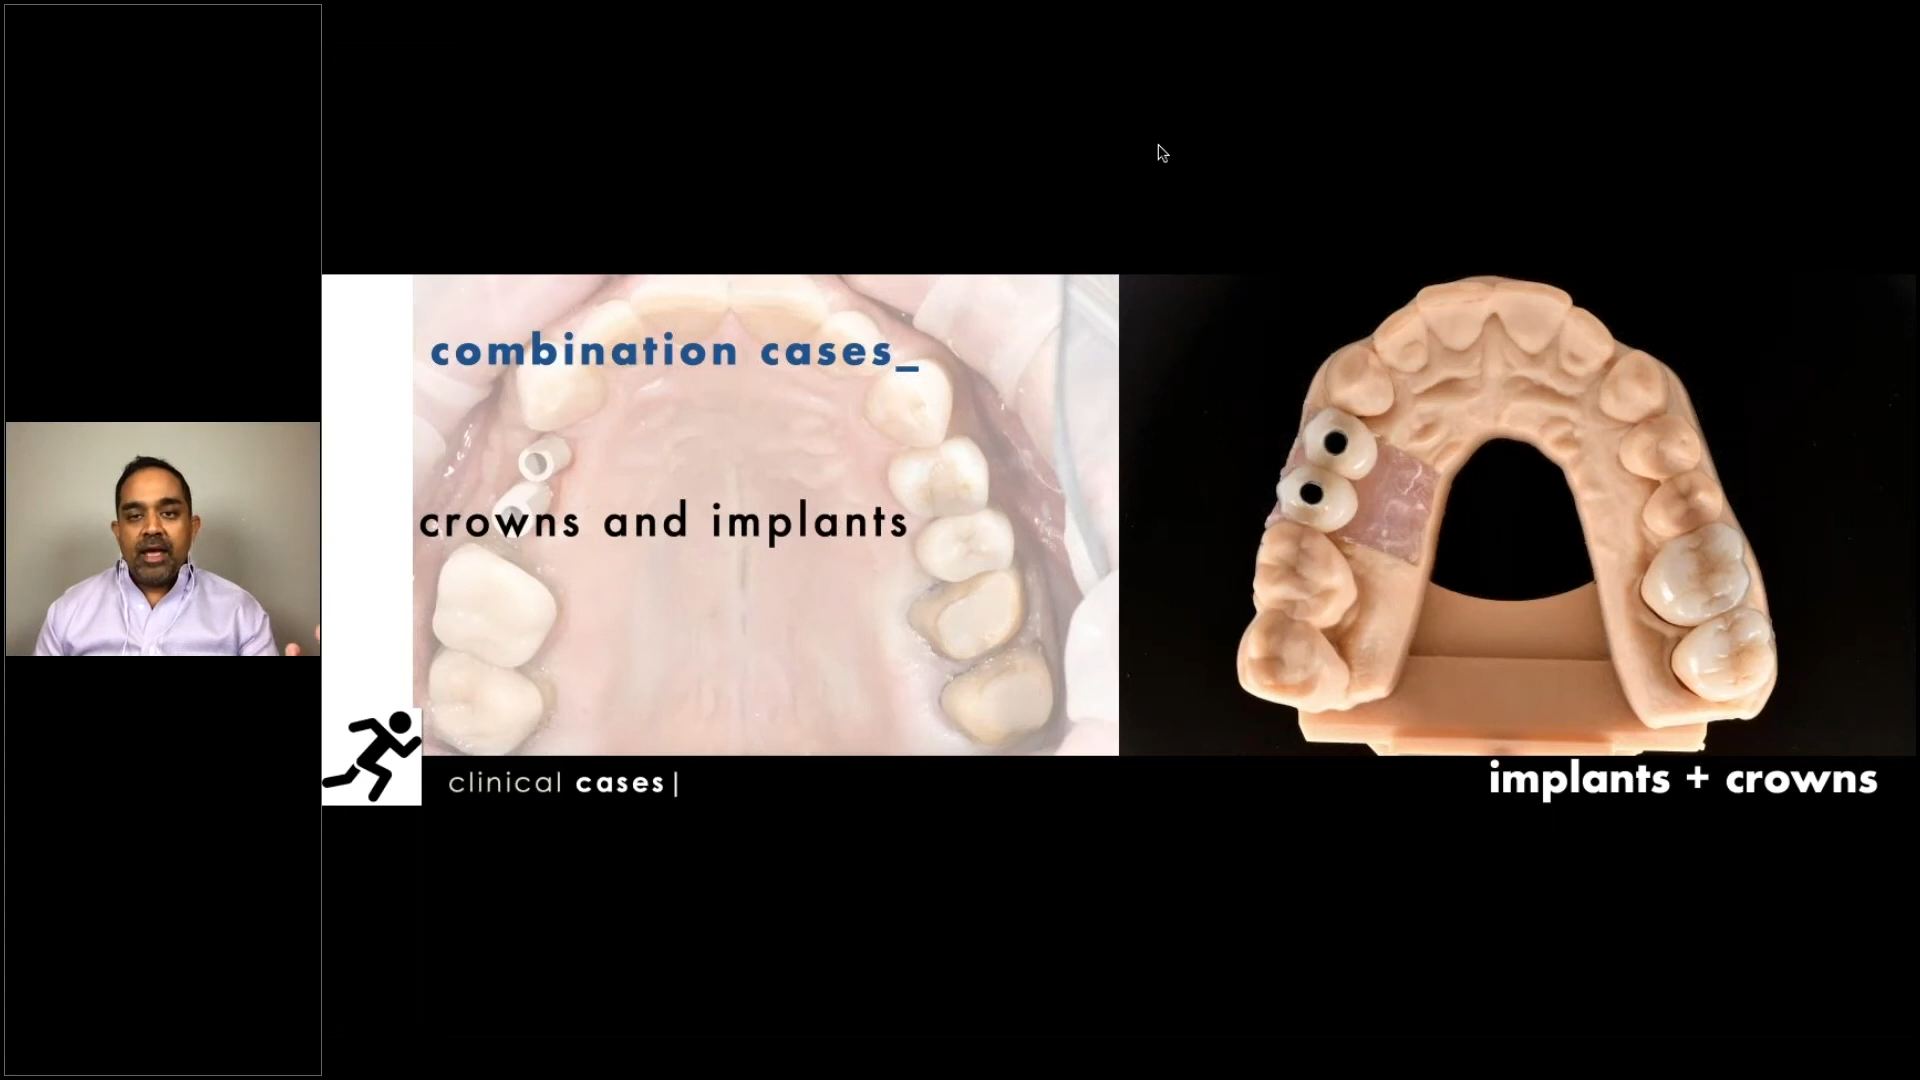 combination cases_
crowns and implants
clinical cases|
implants + crowns